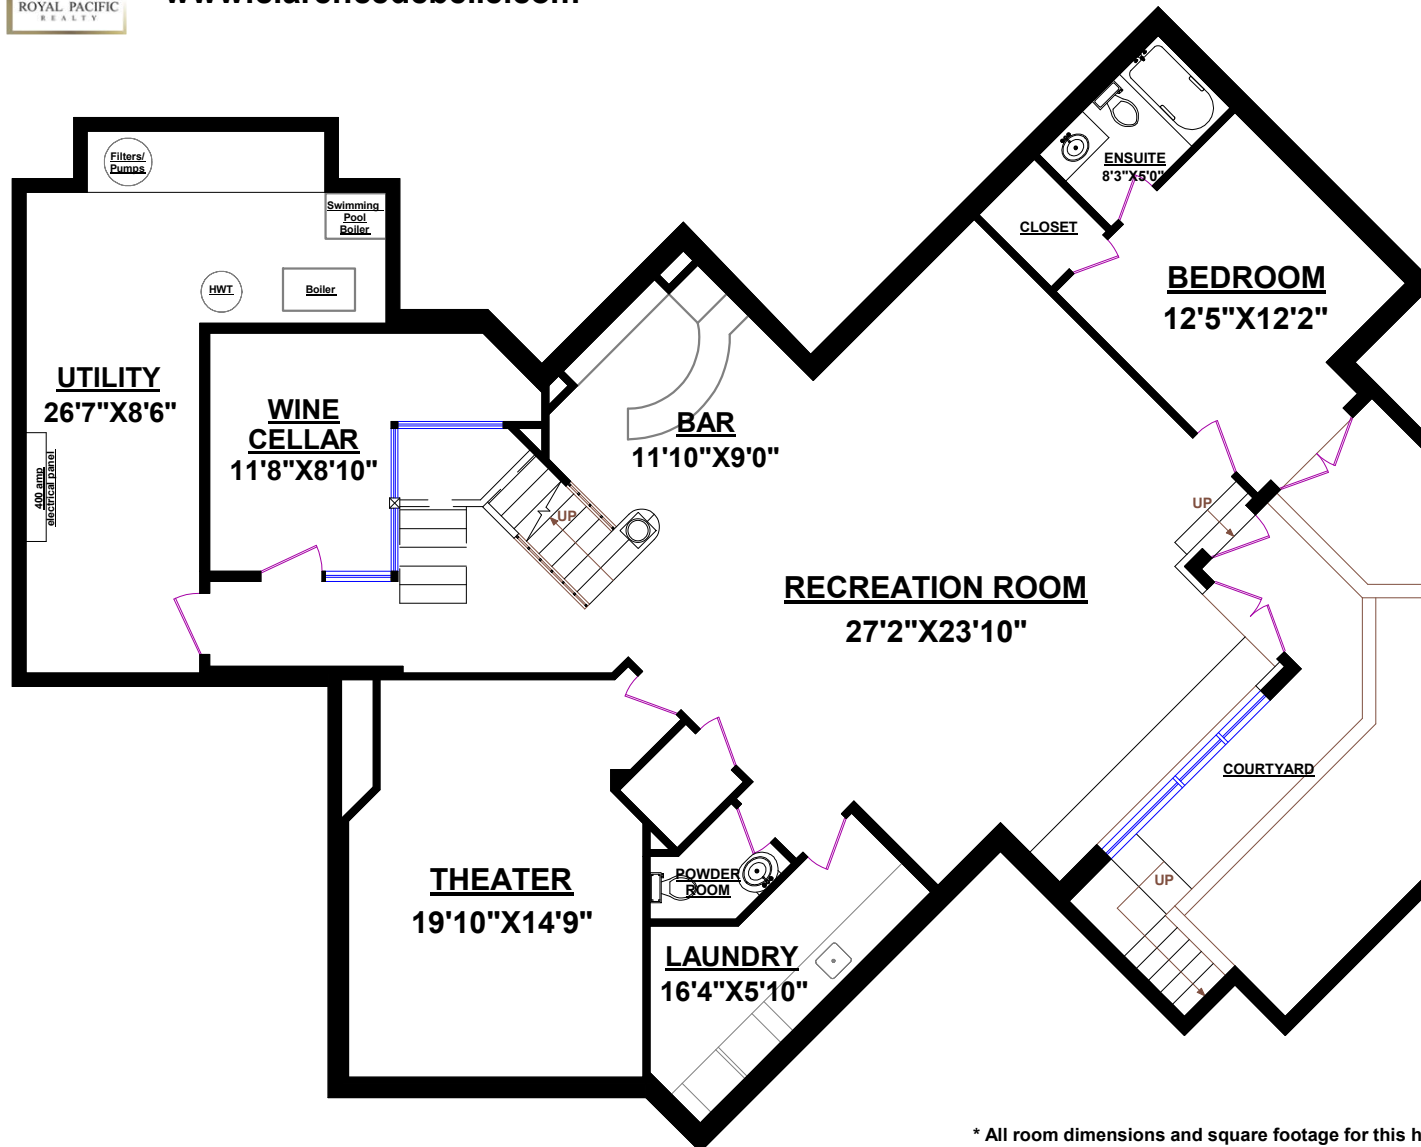 ROYAL PACIFIC
REALTY
Filters/
Pumps
Swimming
Pool
Boiler
HWT
Boiler
UTILITY
26'7"X8'6"
400 amp
electrical panel
WINE
CELLAR
11'8"X8'10"
UP
BAR
11'10"X9'0"
ENSUITE
8'3"X5'0"
CLOSET
BEDROOM
12'5"X12'2"
UP
RECREATION ROOM
27'2"X23'10"
COURTYARD
UP
THEATER
19'10"X14'9"
POWDER
ROOM
LAUNDRY
16'4"X5'10"
* All room dimensions and square footage for this h